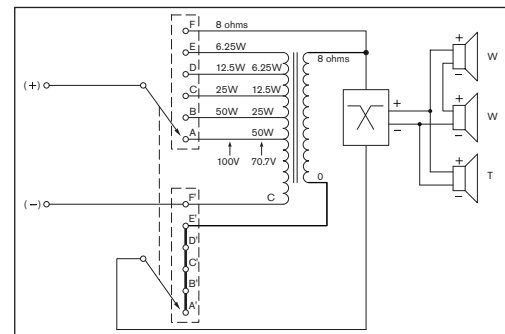 F 8 ohms
E 6.25W 8 ohms
D 12.5W 6.25W
(+) C 25W 12.5W
B 50W 25W
A 50W
100V 70.7V
0
(−) F' C
E'
D'
C'
B'
A'
+
−
+ W
−
+ W
−
+ T
−